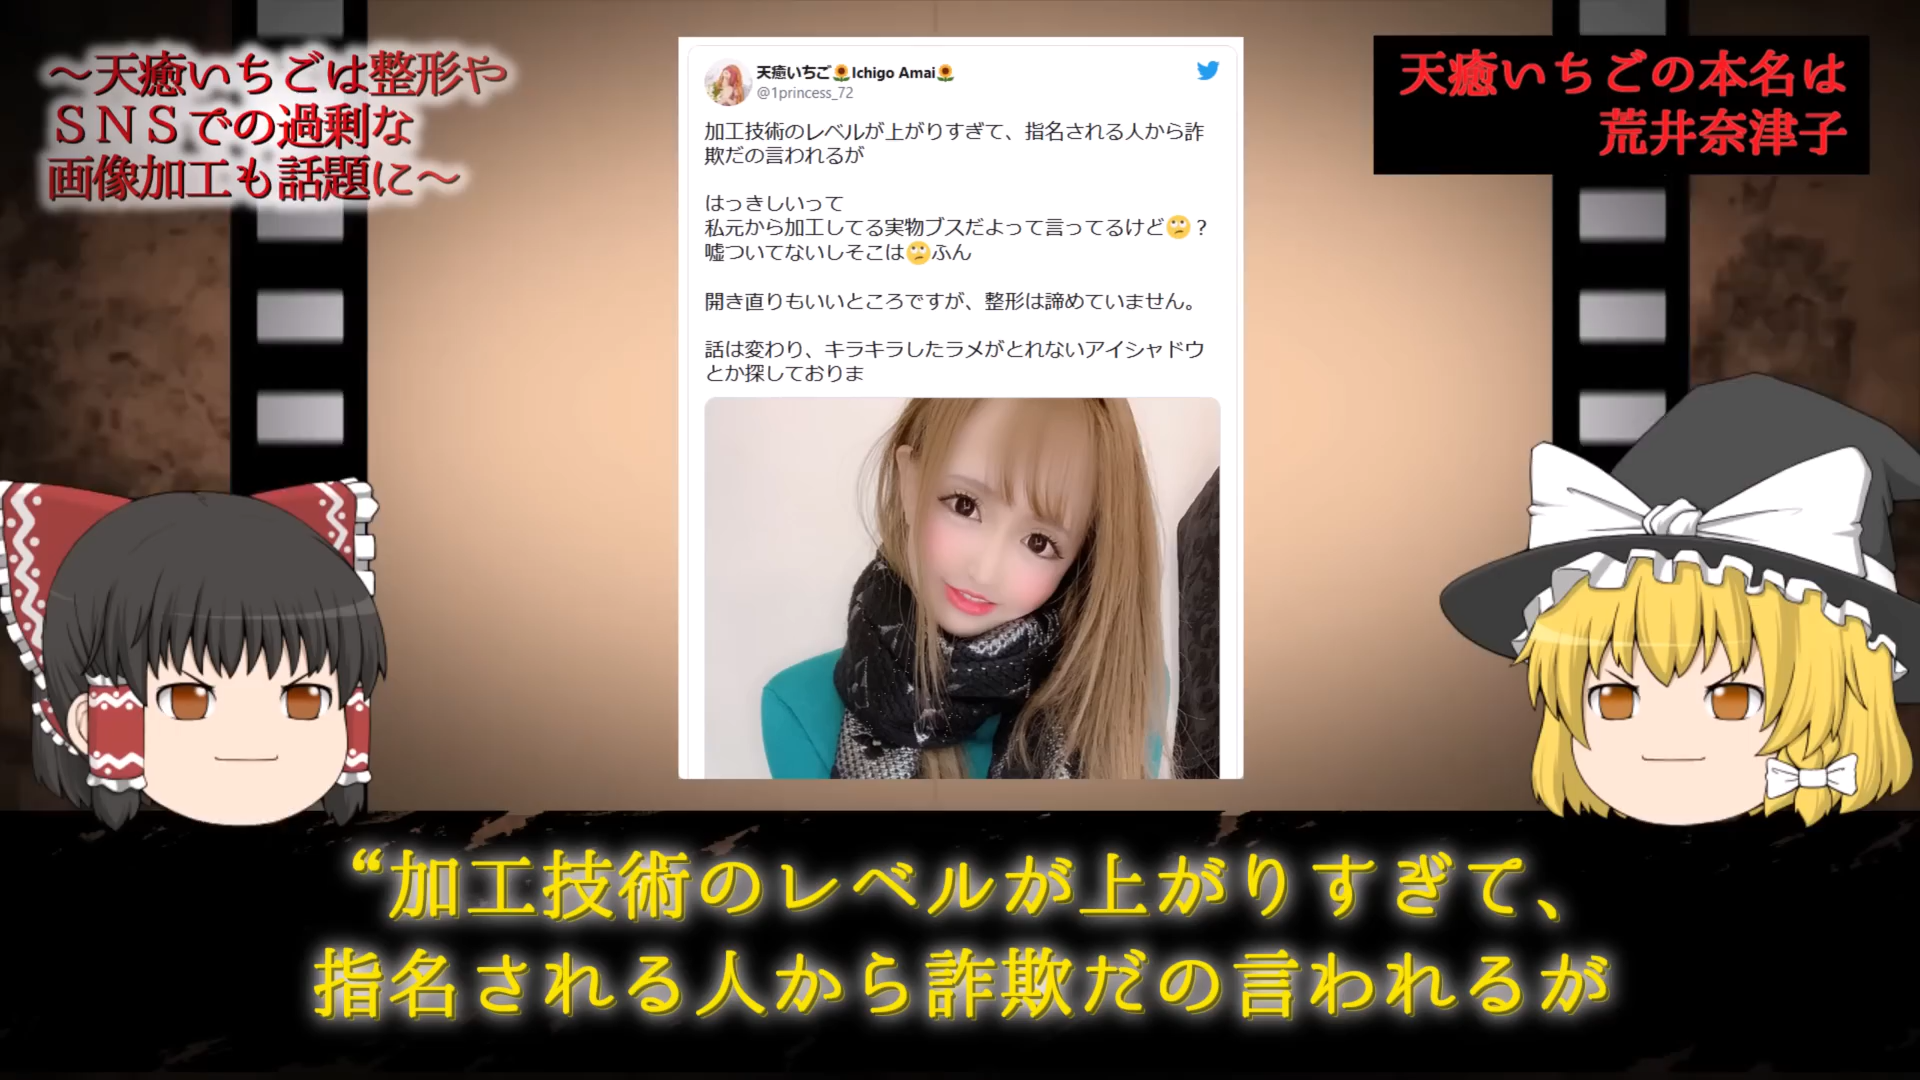 ～天癒いちごは整形や
ＳＮＳでの過剰な
画像加工も話題に～
天癒いちご🌻Ichigo Amai🌻
@1princess_72
加工技術のレベルが上がりすぎて、指名される人から詐
欺だの言われるが
はっきしいって
私元から加工してる実物ブスだよって言ってるけど🙄？
嘘ついてないしそこは🙄ふん
開き直りもいいところですが、整形は諦めていません。
話は変わり、キラキラしたラメがとれないアイシャドウ
とか探しておりま
天癒いちごの本名は
荒井奈津子
“加工技術のレベルが上がりすぎて、
指名される人から詐欺だの言われるが